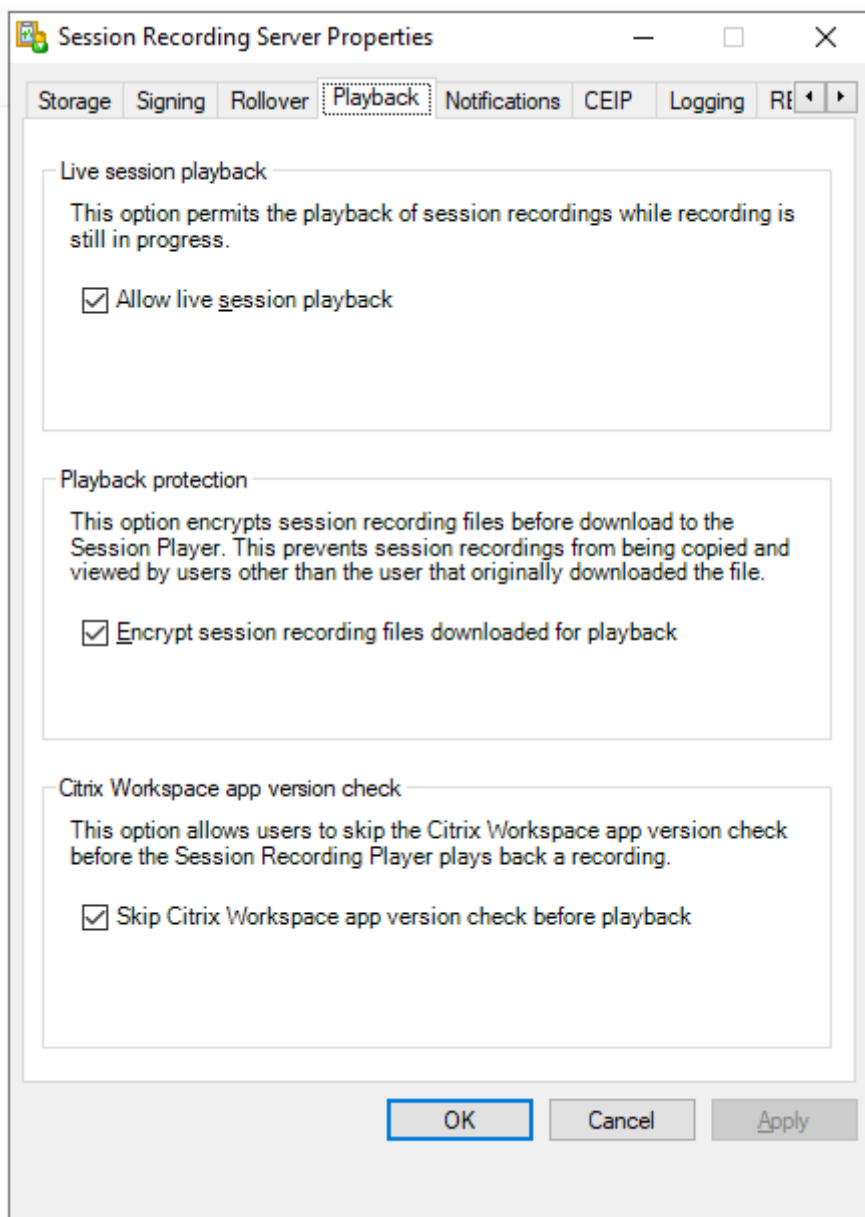 Session Recording Server Properties
Storage Signing Rollover Playback Notifications CEIP Logging
Live session playback
This option permits the playback of session recordings while recording is
still in progress.
Allow live session playback
Playback protection
This option encrypts session recording files before download to the
Session Player. This prevents session recordings from being copied and
viewed by users other than the user that originally downloaded the file.
Encrypt session recording files downloaded for playback
Citrix Workspace app version check
This option allows users to skip the Citrix Workspace app version check
before the Session Recording Player plays back a recording.
Skip Citrix Workspace app version check before playback
OK Cancel Apply